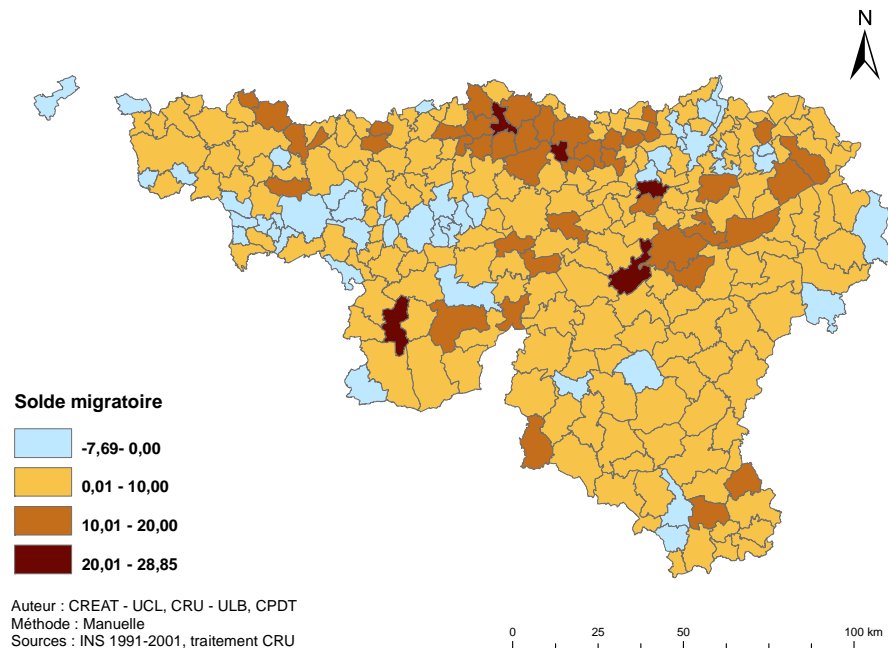 N
Solde migratoire
-7,69- 0,00
0,01 - 10,00
10,01 - 20,00
20,01 - 28,85
Auteur : CREAT - UCL, CRU - ULB, CPDT
Méthode : Manuelle
Sources : INS 1991-2001, traitement CRU
0 25 50 100 km